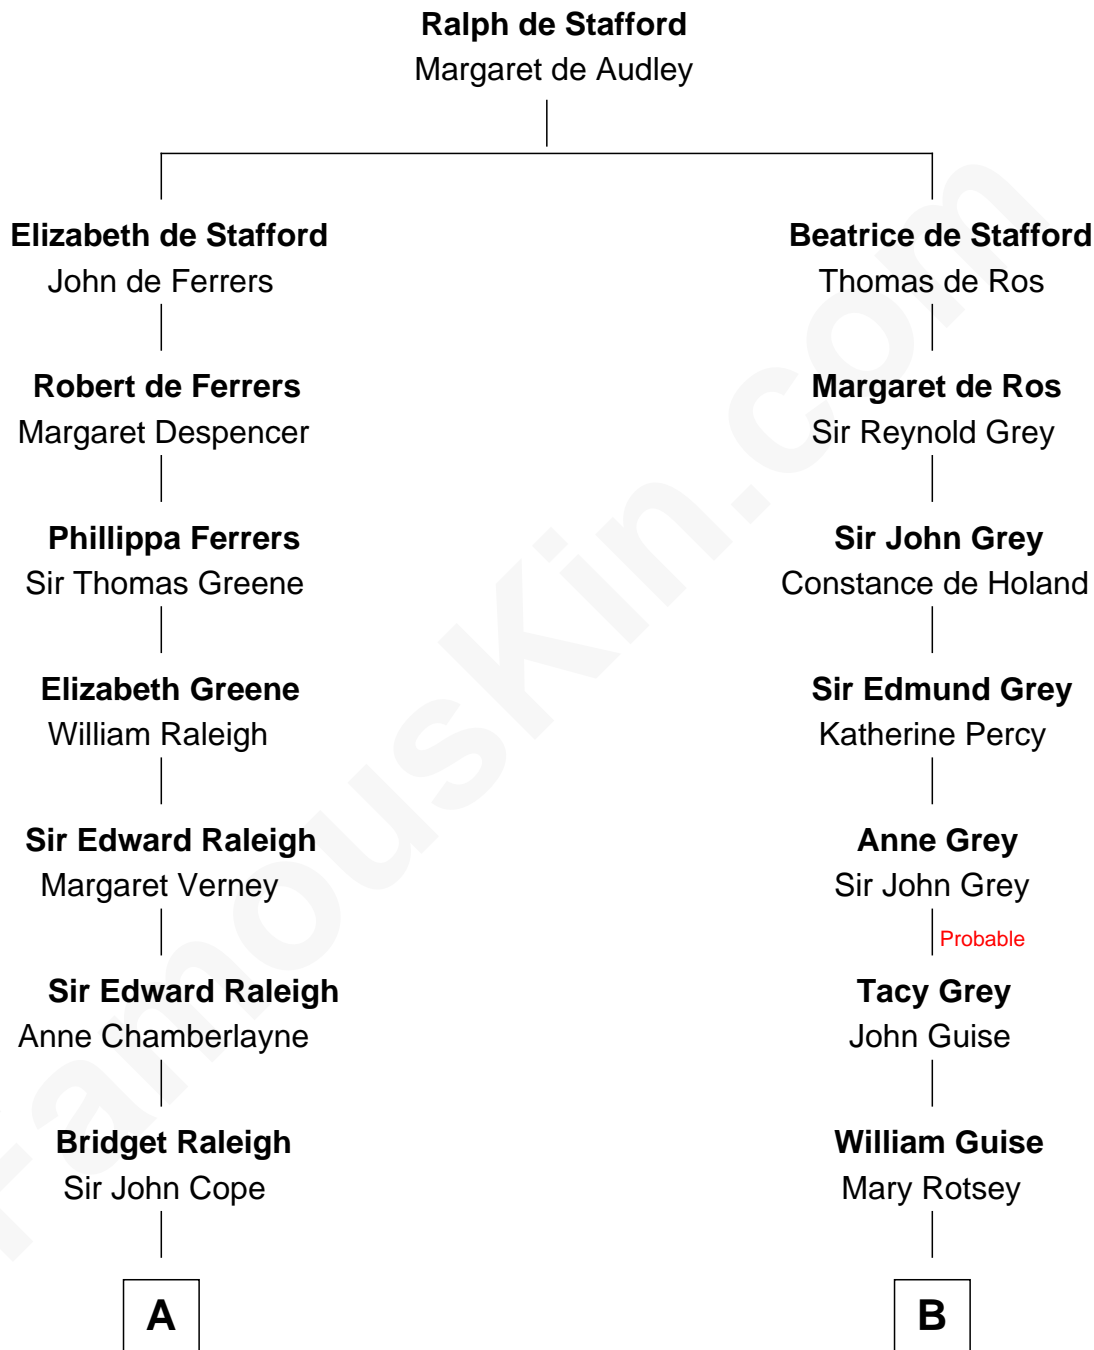 Ralph de Stafford
Margaret de Audley
Elizabeth de Stafford
John de Ferrers
Robert de Ferrers
Margaret Despencer
Phillippa Ferrers
Sir Thomas Greene
Elizabeth Greene
William Raleigh
Sir Edward Raleigh
Margaret Verney
Sir Edward Raleigh
Anne Chamberlayne
Bridget Raleigh
Sir John Cope
A
Beatrice de Stafford
Thomas de Ros
Margaret de Ros
Sir Reynold Grey
Sir John Grey
Constance de Holand
Sir Edmund Grey
Katherine Percy
Anne Grey
Sir John Grey
Probable
Tacy Grey
John Guise
William Guise
Mary Rotsey
B
FamousKin.com